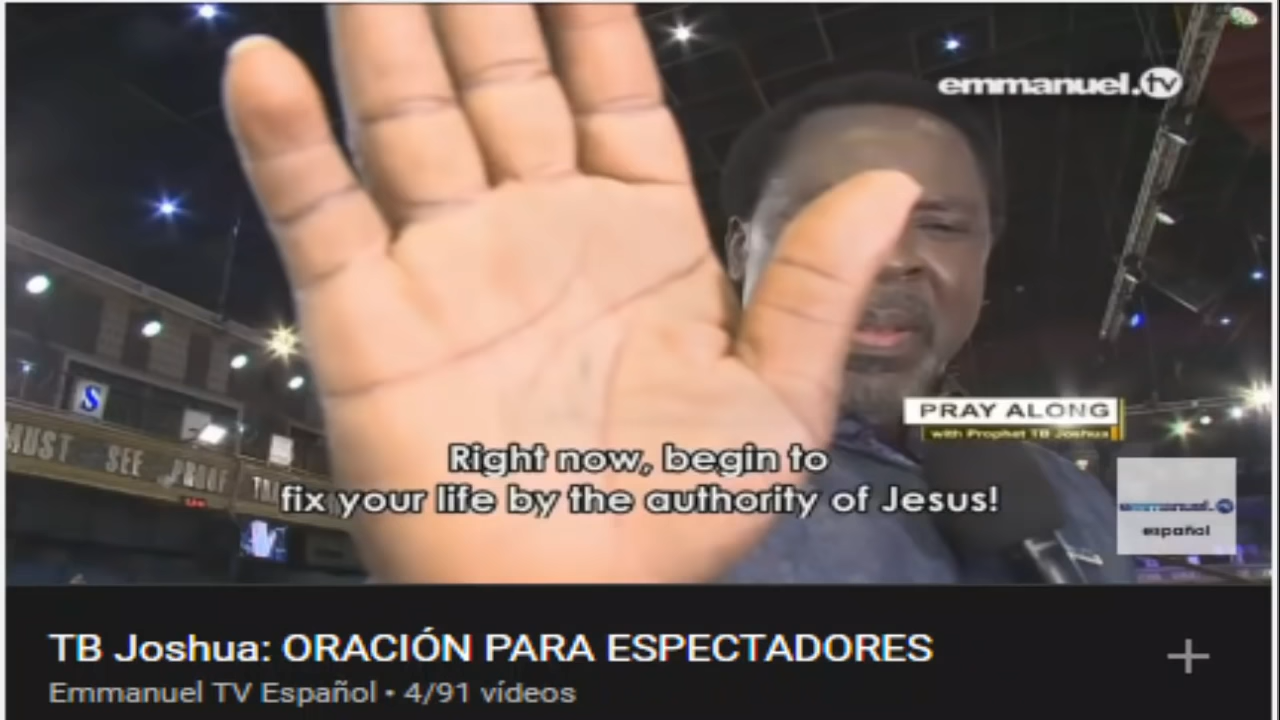 emmanuel.tv
S
MUST SEE PROOF
PRAY ALONG
with Prophet TB Joshua
Right now, begin to
fix your life by the authority of Jesus!
emmanuel.tv
español
TB Joshua: ORACIÓN PARA ESPECTADORES
Emmanuel TV Español • 4/91 vídeos